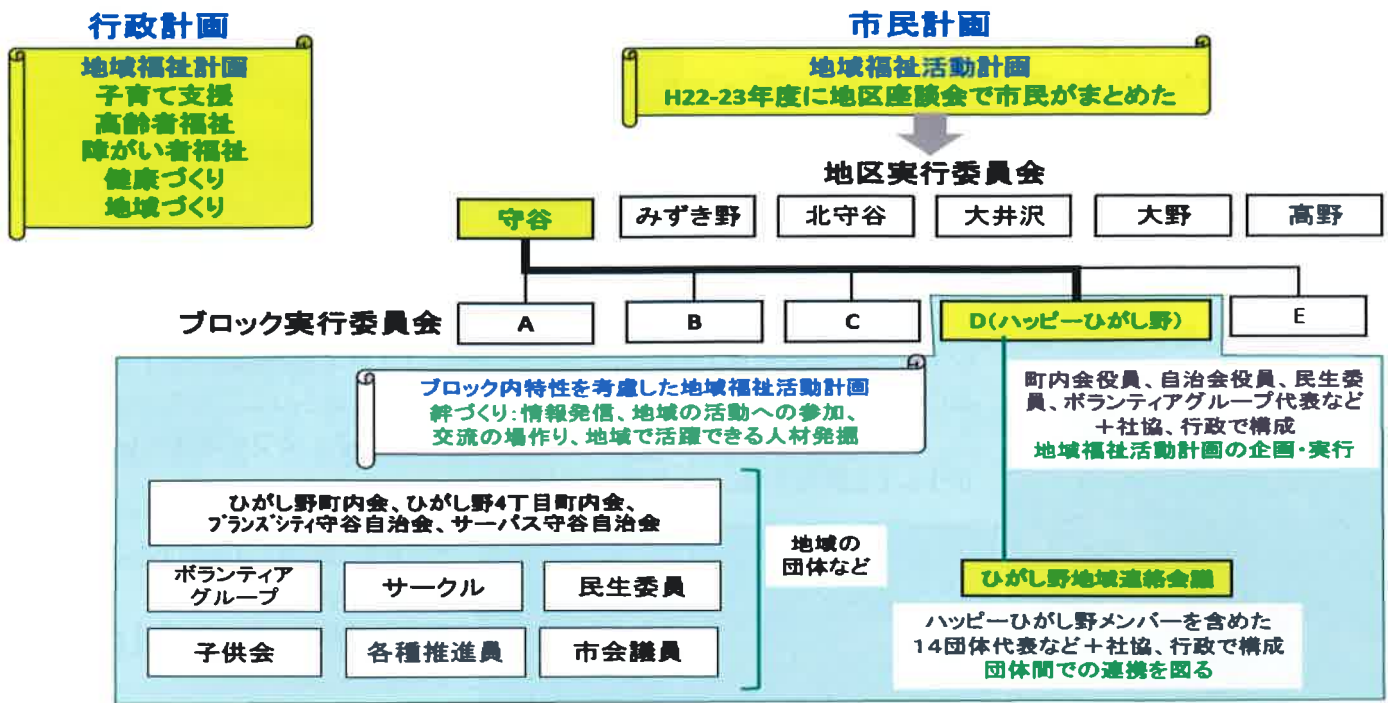 行政計画
地域福祉計画
子育て支援
高齢者福祉
障がい者福祉
健康づくり
地域づくり
市民計画
地域福祉活動計画
H22-23年度に地区座談会で市民がまとめた
地区実行委員会
守谷
みずき野
北守谷
大井沢
大野
高野
ブロック実行委員会
A
B
C
D(ハッピーひがし野)
E
ブロック内特性を考慮した地域福祉活動計画
絆づくり:情報発信、地域の活動への参加、
交流の場作り、地域で活躍できる人材発掘
町内会役員、自治会役員、民生委
員、ボランティアグループ代表など
+社協、行政で構成
地域福祉活動計画の企画・実行
ひがし野町内会、ひがし野4丁目町内会、
ブランズシティ守谷自治会、サーパス守谷自治会
ボランティア
グループ
サークル
民生委員
子供会
各種推進員
市会議員
地域の
団体など
ひがし野地域連絡会議
ハッピーひがし野メンバーを含めた
14団体代表など+社協、行政で構成
団体間での連携を図る